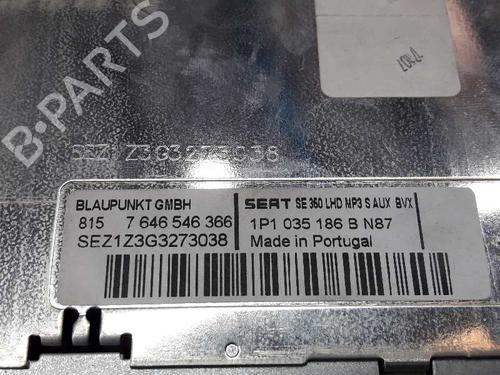 B-PARTS
SEZ1Z3G3273038
BLAUPUNKT GMBH
815 7 646 546 366
SEZ1Z3G3273038
SEAT SE 360 LHD MP3 S AUX BVX
1P1 035 186 B N87
Made in Portugal